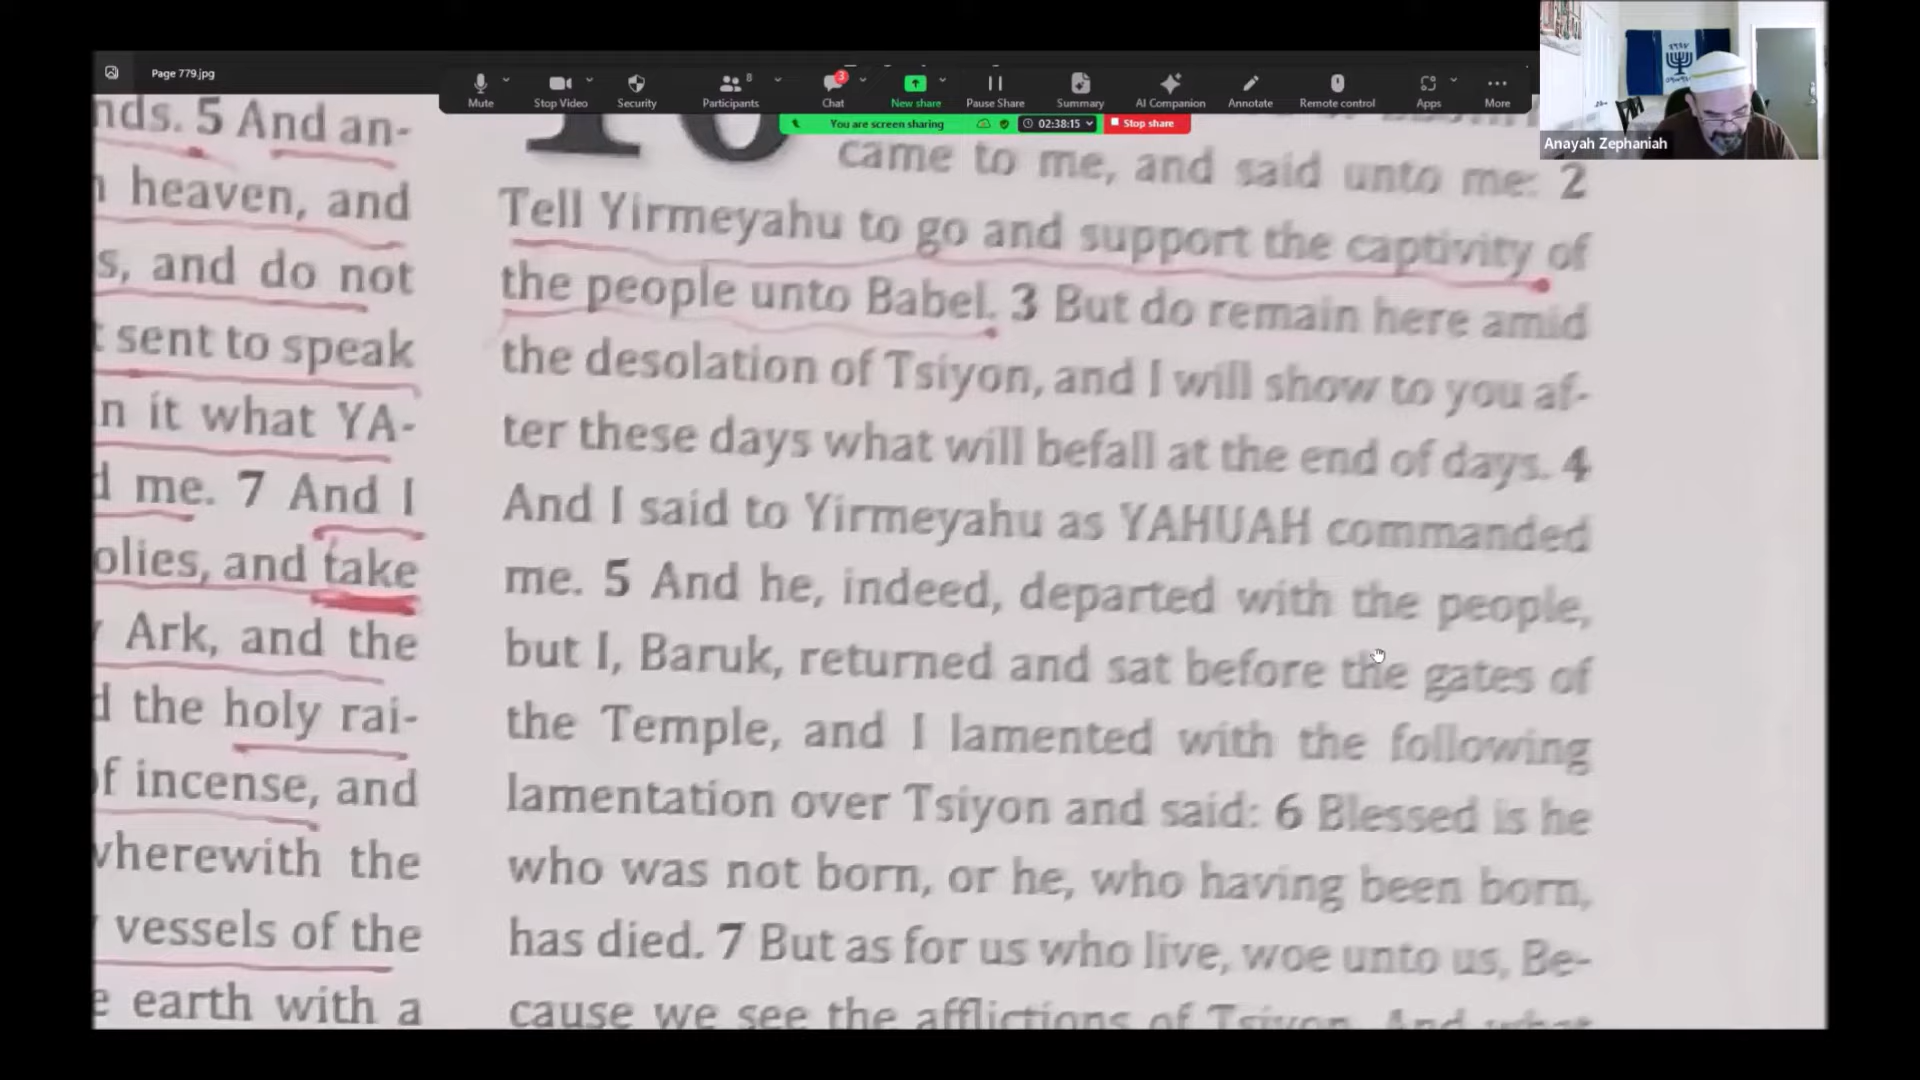 Page 779.jpg
Mute
Stop Video
Security
Participants
8
Chat
3
New share
Pause Share
Summary
AI Companion
Annotate
Remote control
Apps
More
You are screen sharing
02:38:15
Stop share
Anayah Zephaniah
nds. 5 And an-
heaven, and
s, and do not
sent to speak
n it what YA-
d me. 7 And I
olies, and take
Ark, and the
d the holy rai-
of incense, and
wherewith the
vessels of the
e earth with a
came to me, and said unto me: 2
Tell Yirmeyahu to go and support the captivity of
the people unto Babel. 3 But do remain here amid
the desolation of Tsiyon, and I will show to you af-
ter these days what will befall at the end of days. 4
And I said to Yirmeyahu as YAHUAH commanded
me. 5 And he, indeed, departed with the people,
but I, Baruk, returned and sat before the gates of
the Temple, and I lamented with the following
lamentation over Tsiyon and said: 6 Blessed is he
who was not born, or he, who having been born,
has died. 7 But as for us who live, woe unto us, Be-
cause we see the afflictions of Tsiyon, And what